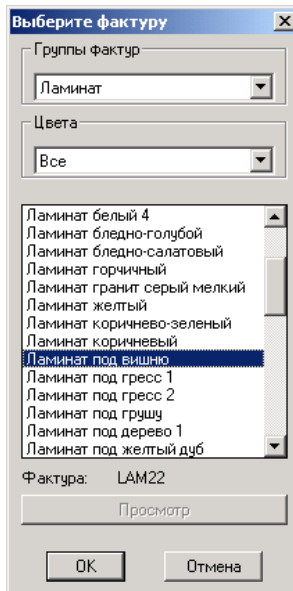 Выберите фактуру
Группы фактур
Ламинат
Цвета
Все
Ламинат белый 4
Ламинат бледно-голубой
Ламинат бледно-салатовый
Ламинат горчичный
Ламинат гранит серый мелкий
Ламинат желтый
Ламинат коричнево-зеленый
Ламинат коричневый
Ламинат под вишню
Ламинат под гресс 1
Ламинат под гресс 2
Ламинат под грушу
Ламинат под дерево 1
Ламинат под желтый дуб
Фактура: LAM22
Просмотр
OK Отмена